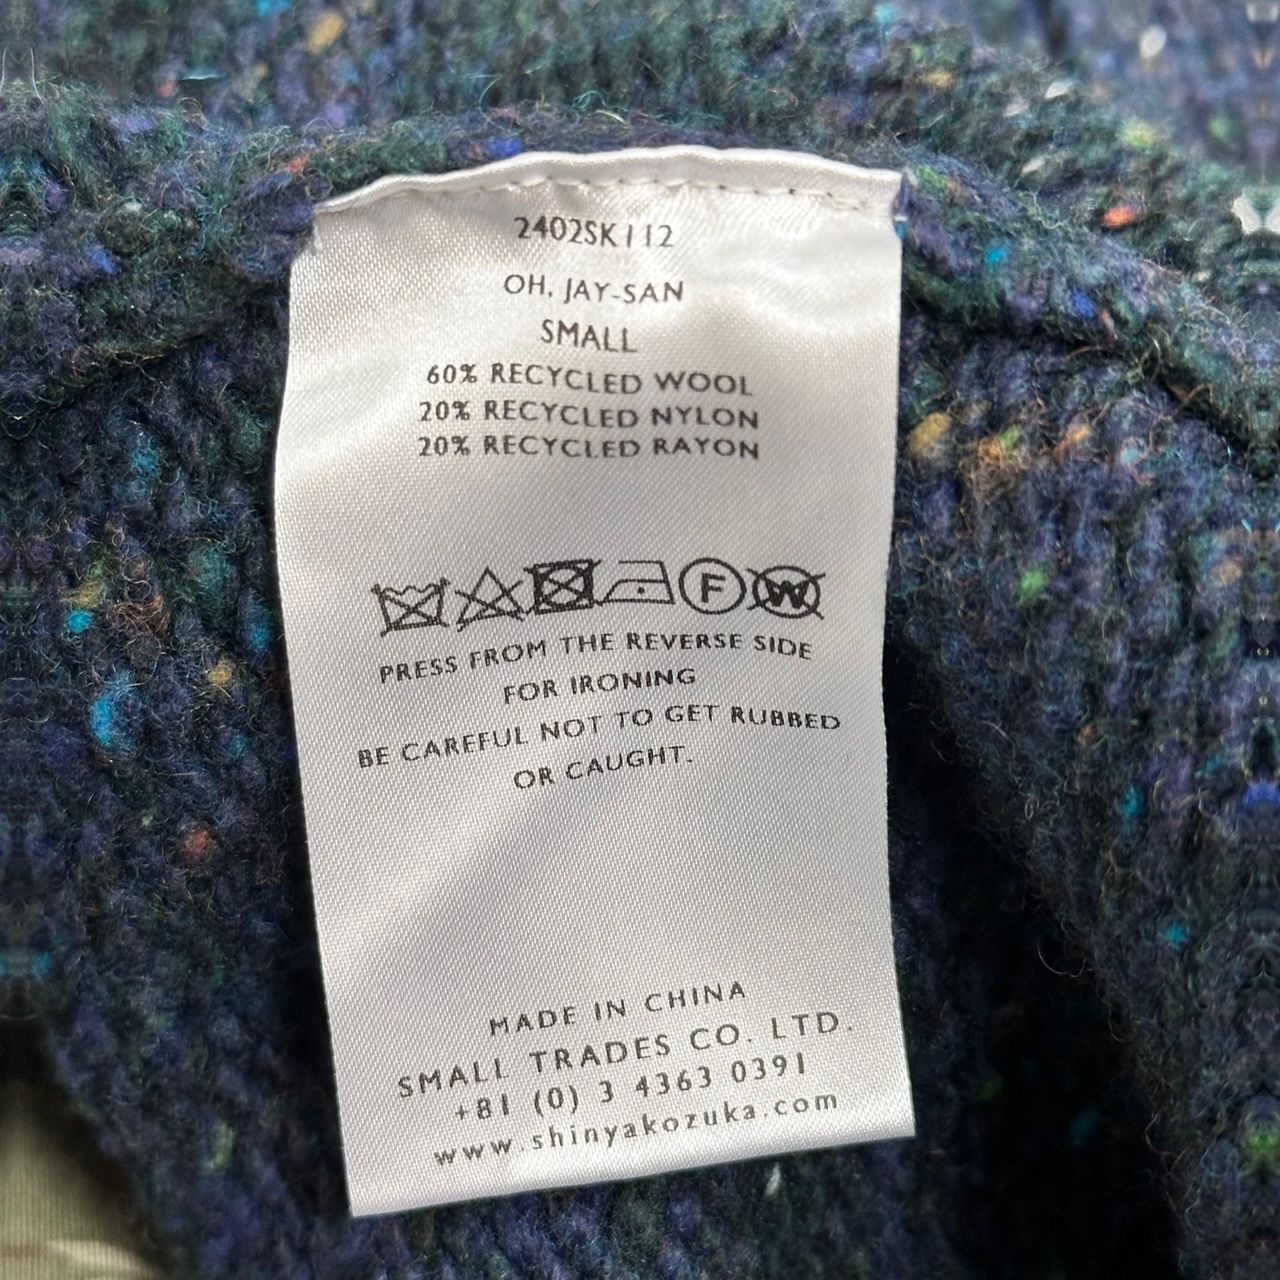 2402SK112
OH, JAY-SAN
SMALL
60% RECYCLED WOOL
20% RECYCLED NYLON
20% RECYCLED RAYON
F W
PRESS FROM THE REVERSE SIDE
FOR IRONING
BE CAREFUL NOT TO GET RUBBED
OR CAUGHT.
MADE IN CHINA
SMALL TRADES CO. LTD.
+81 (0) 3 4363 0391
www.shinyakozuka.com